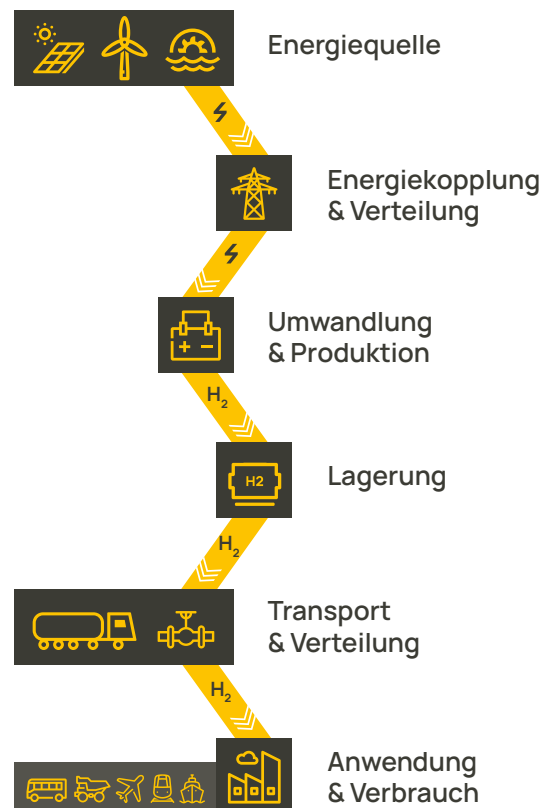 Energiequelle
Energiekopplung
& Verteilung
Umwandlung
& Produktion
+ −
H₂
Lagerung
H2
H₂
Transport
& Verteilung
H₂
Anwendung
& Verbrauch